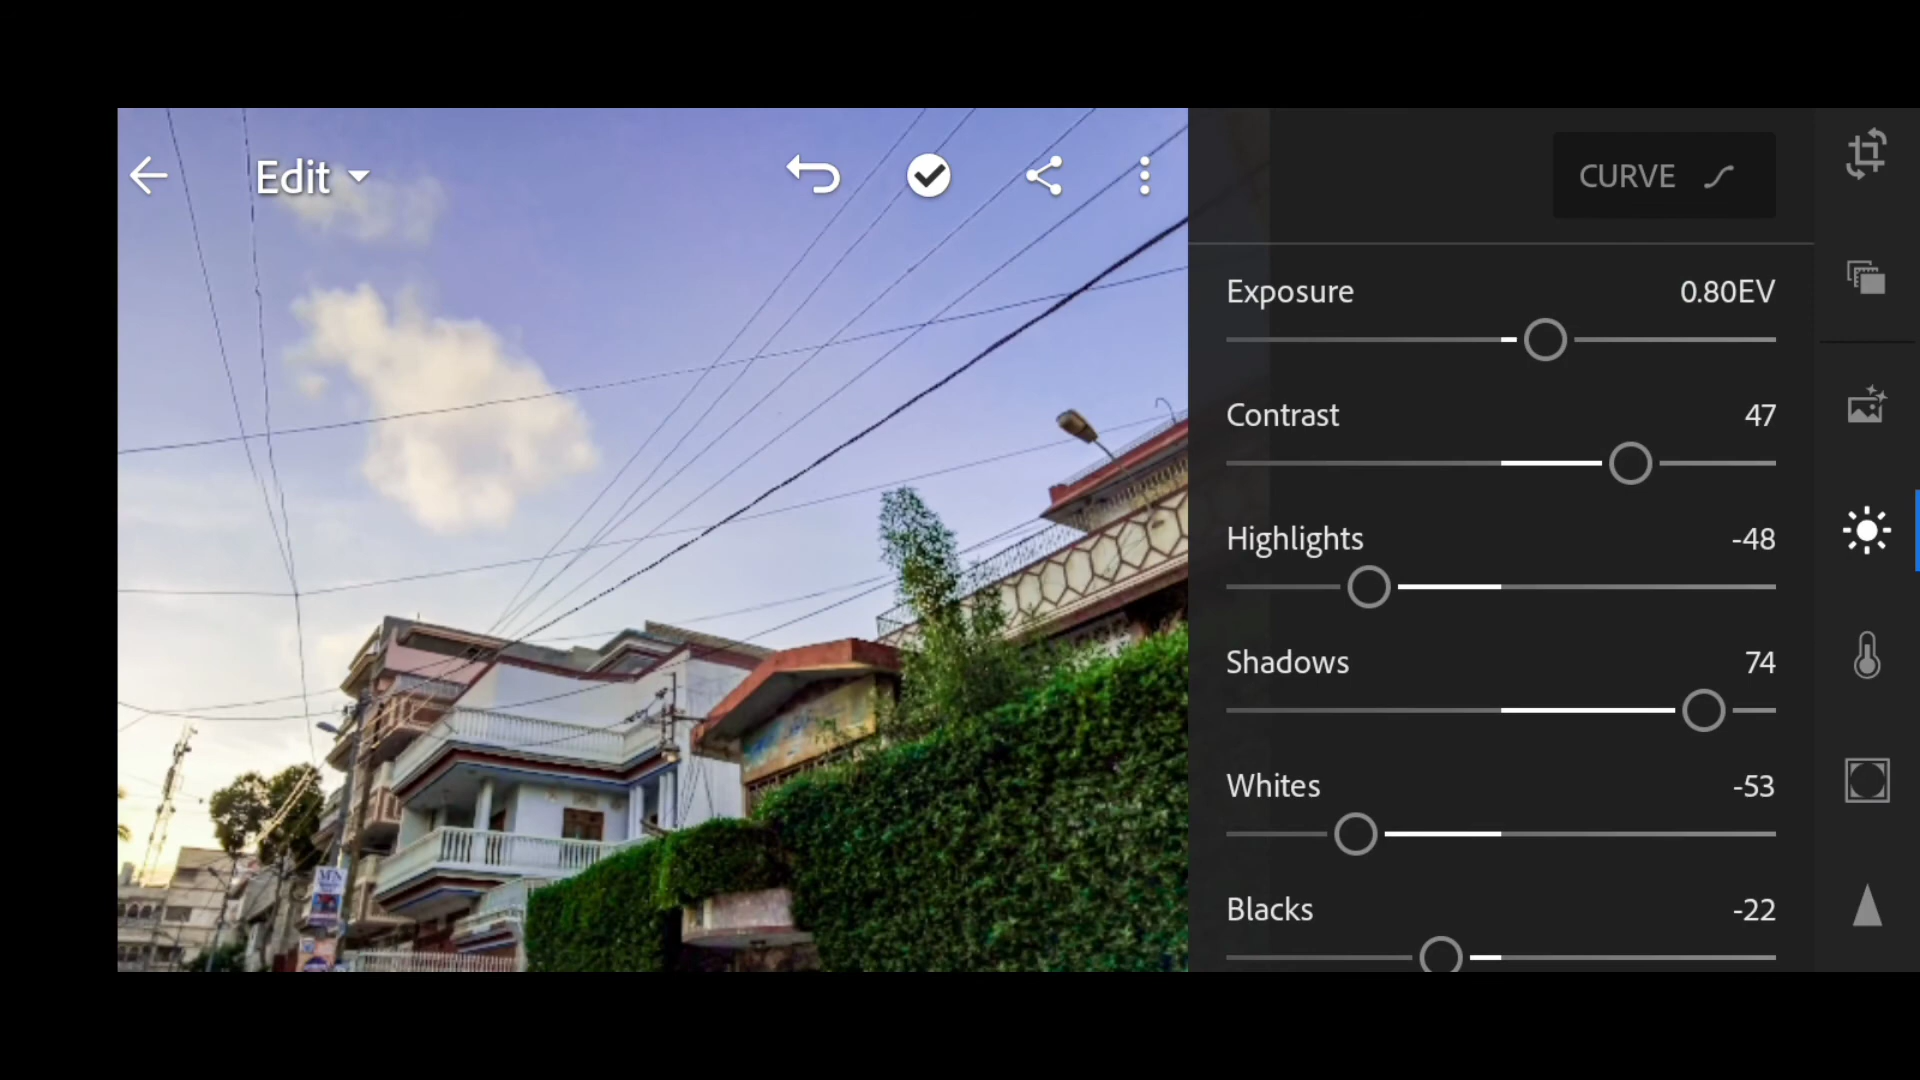 Edit
CURVE
Exposure 0.80EV
Contrast 47
Highlights -48
Shadows 74
Whites -53
Blacks -22